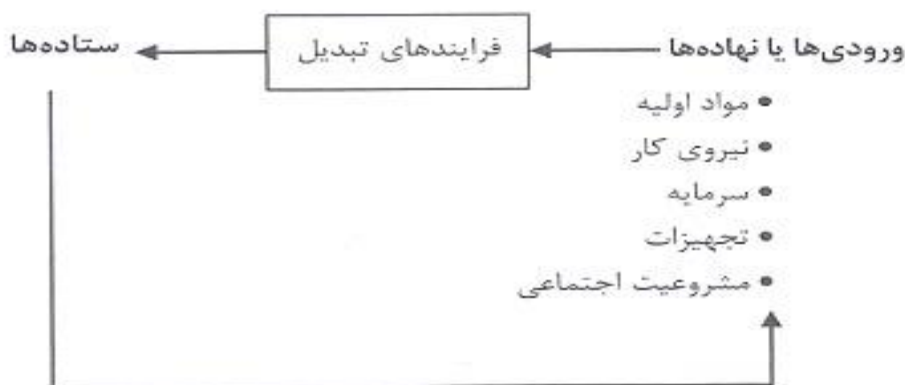 ورودی‌ها یا نهاده‌ها
فرایندهای تبدیل
ستاده‌ها
• مواد اولیه
• نیروی کار
• سرمایه
• تجهیزات
• مشروعیت اجتماعی